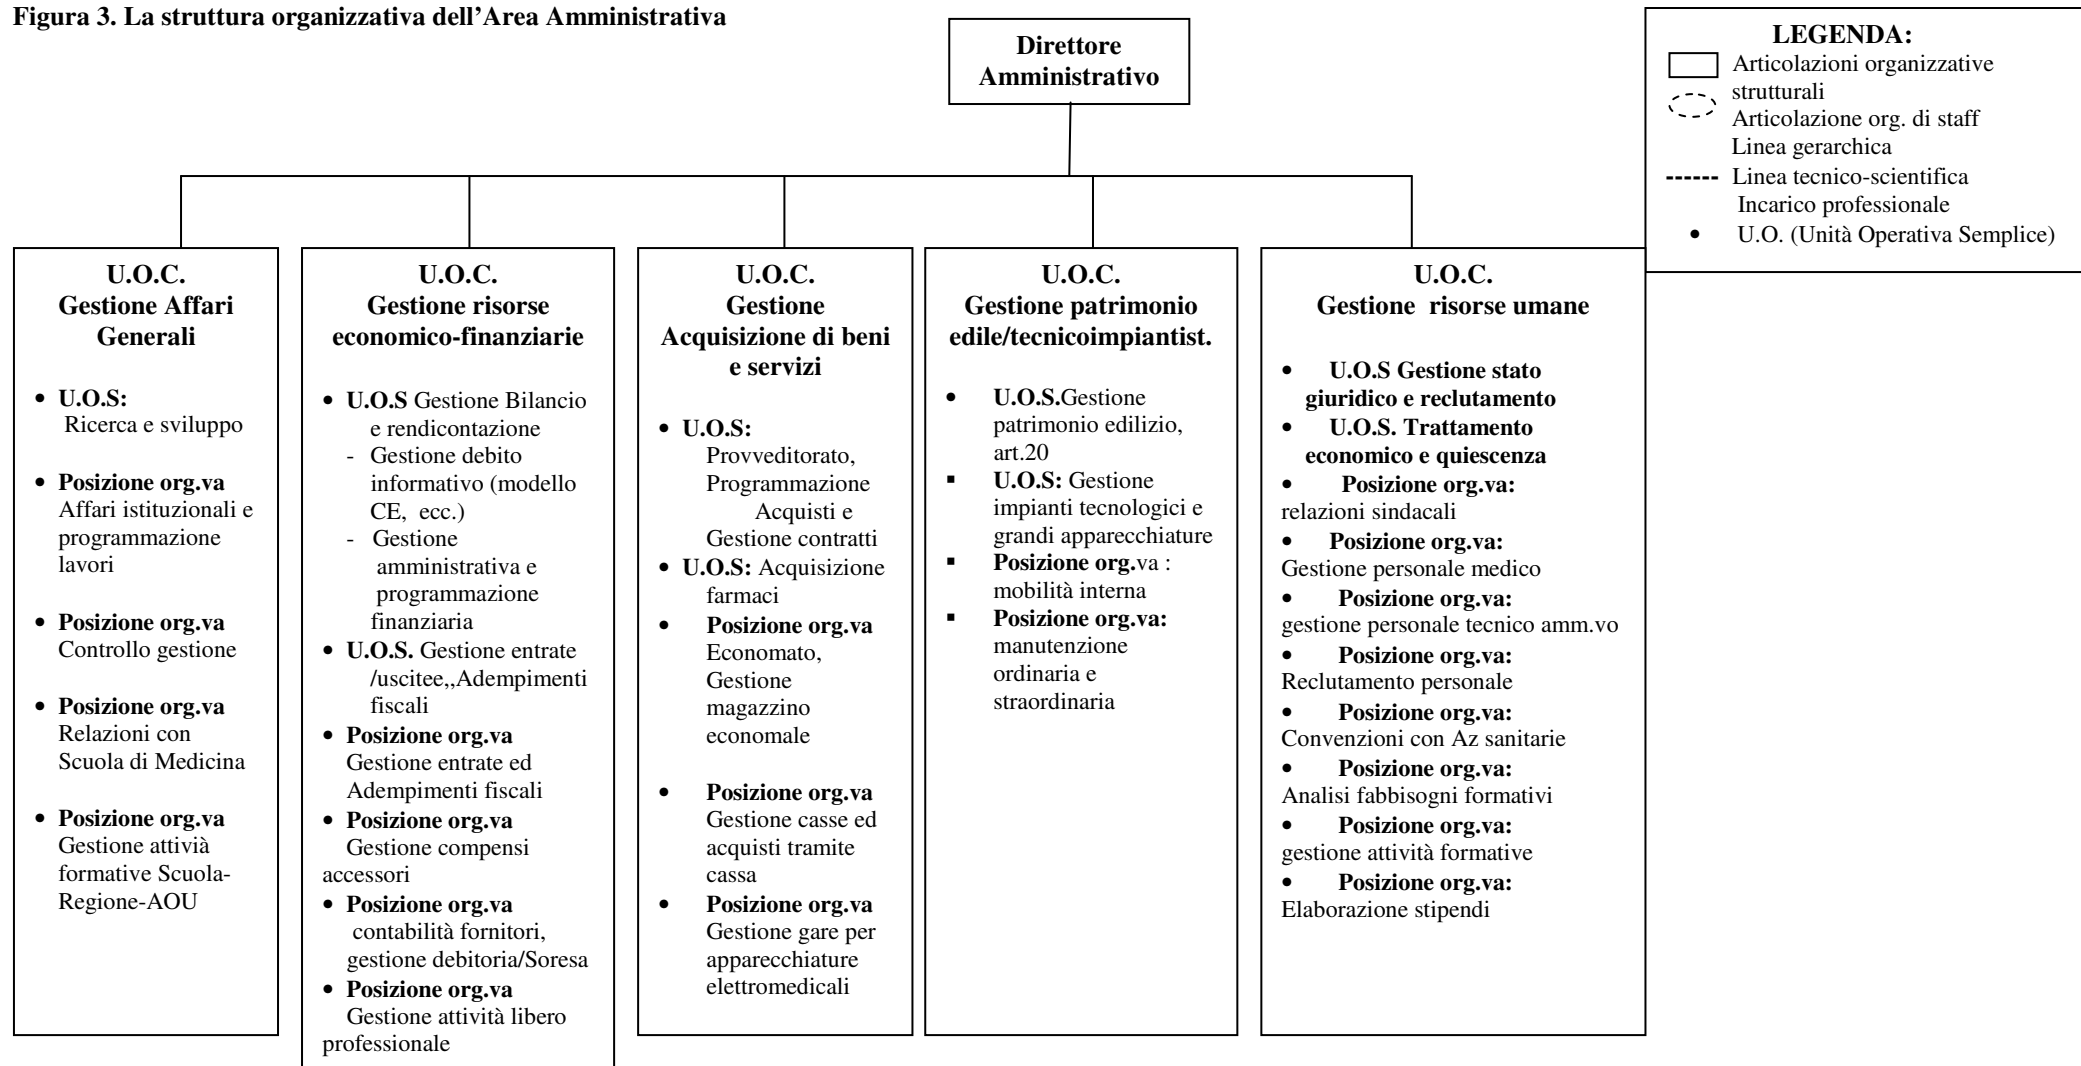 Figura 3. La struttura organizzativa dell'Area Amministrativa
Direttore
Amministrativo
LEGENDA:
Articolazioni organizzative
strutturali
Articolazione org. di staff
Linea gerarchica
------ Linea tecnico-scientifica
Incarico professionale
• U.O. (Unità Operativa Semplice)
U.O.C.
Gestione Affari
Generali
• U.O.S:
Ricerca e sviluppo
• Posizione org.va
Affari istituzionali e
programmazione
lavori
• Posizione org.va
Controllo gestione
• Posizione org.va
Relazioni con
Scuola di Medicina
• Posizione org.va
Gestione attivià
formative Scuola-
Regione-AOU
U.O.C.
Gestione risorse
economico-finanziarie
• U.O.S Gestione Bilancio
e rendicontazione
- Gestione debito
informativo (modello
CE, ecc.)
- Gestione
amministrativa e
programmazione
finanziaria
• U.O.S. Gestione entrate
/uscitee,,Adempimenti
fiscali
• Posizione org.va
Gestione entrate ed
Adempimenti fiscali
• Posizione org.va
Gestione compensi
accessori
• Posizione org.va
contabilità fornitori,
gestione debitoria/Soresa
• Posizione org.va
Gestione attività libero
professionale
U.O.C.
Gestione
Acquisizione di beni
e servizi
• U.O.S:
Provveditorato,
Programmazione
Acquisti e
Gestione contratti
• U.O.S: Acquisizione
farmaci
• Posizione org.va
Economato,
Gestione
magazzino
economale
• Posizione org.va
Gestione casse ed
acquisti tramite
cassa
• Posizione org.va
Gestione gare per
apparecchiature
elettromedicali
U.O.C.
Gestione patrimonio
edile/tecnicoimpiantist.
• U.O.S.Gestione
patrimonio edilizio,
art.20
▪ U.O.S: Gestione
impianti tecnologici e
grandi apparecchiature
▪ Posizione org.va :
mobilità interna
▪ Posizione org.va:
manutenzione
ordinaria e
straordinaria
U.O.C.
Gestione risorse umane
• U.O.S Gestione stato
giuridico e reclutamento
• U.O.S. Trattamento
economico e quiescenza
• Posizione org.va:
relazioni sindacali
• Posizione org.va:
Gestione personale medico
• Posizione org.va:
gestione personale tecnico amm.vo
• Posizione org.va:
Reclutamento personale
• Posizione org.va:
Convenzioni con Az sanitarie
• Posizione org.va:
Analisi fabbisogni formativi
• Posizione org.va:
gestione attività formative
• Posizione org.va:
Elaborazione stipendi